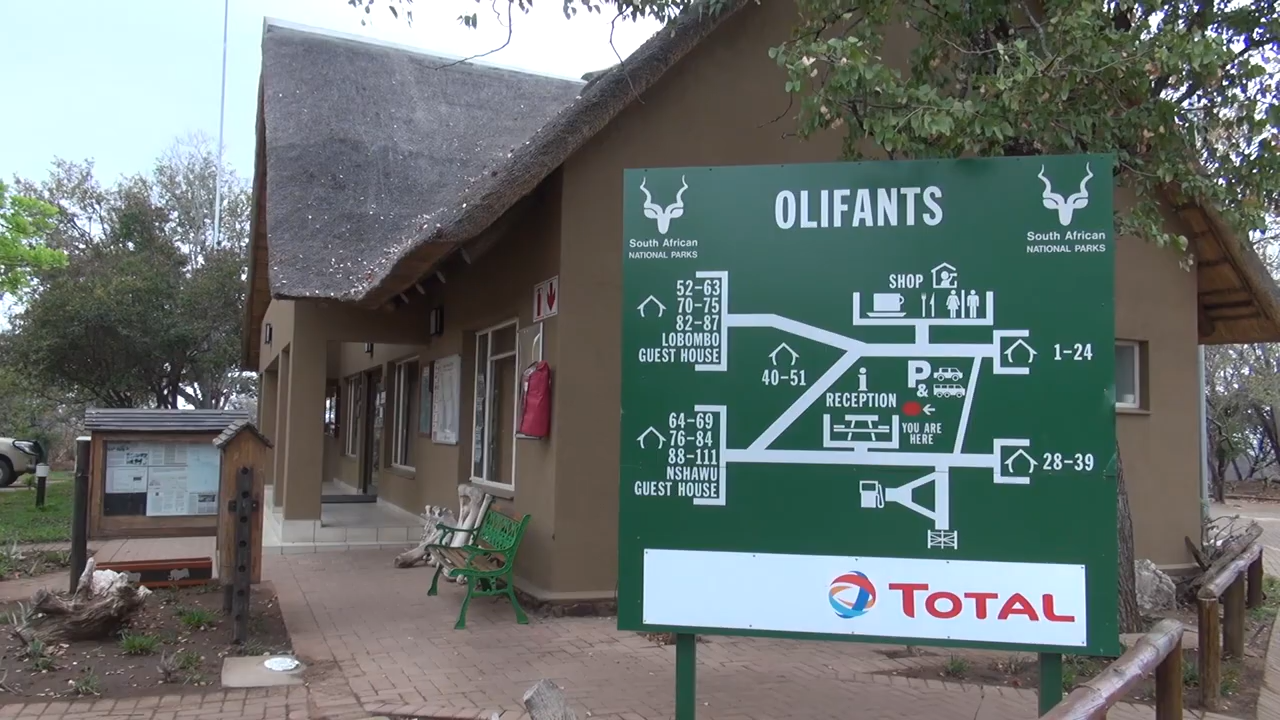 OLIFANTS
South African
NATIONAL PARKS
South African
NATIONAL PARKS
52-63
70-75
82-87
LOBOMBO
GUEST HOUSE
SHOP
40-51
1-24
i
P
&
RECEPTION
YOU ARE
HERE
64-69
76-84
88-111
NSHAWU
GUEST HOUSE
28-39
TOTAL